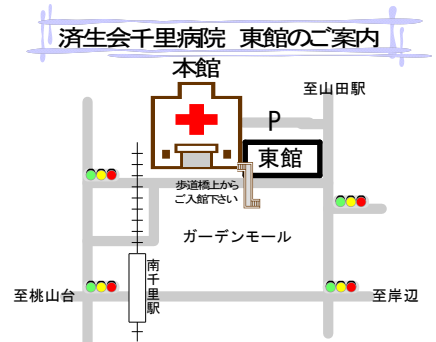 済生会千里病院 東館のご案内
本館
至山田駅
P
東館
歩道橋上から
ご入館下さい
ガーデンモール
南千里駅
至桃山台
至岸辺